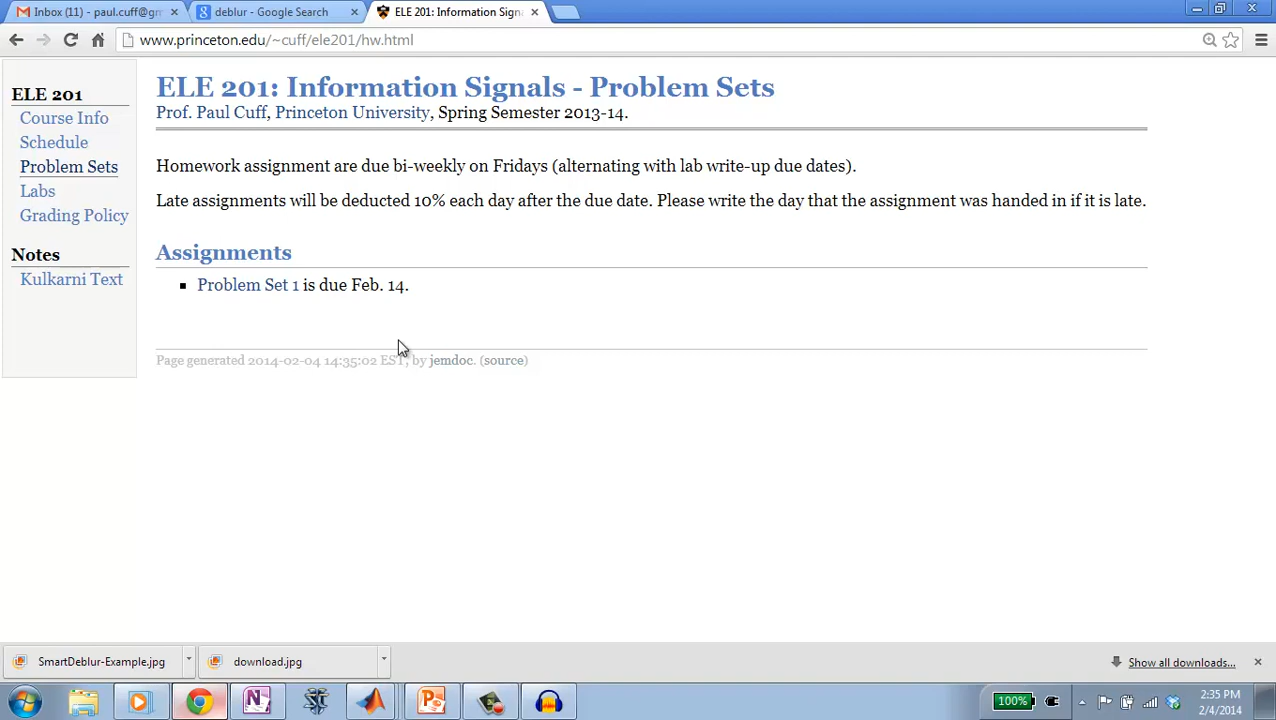 Inbox (11) - paul.cuff@gm
deblur - Google Search
ELE 201: Information Sign
www.princeton.edu/~cuff/ele201/hw.html
ELE 201
Course Info
Schedule
Problem Sets
Labs
Grading Policy
Notes
Kulkarni Text
ELE 201: Information Signals - Problem Sets
Prof. Paul Cuff, Princeton University, Spring Semester 2013-14.
Homework assignment are due bi-weekly on Fridays (alternating with lab write-up due dates).
Late assignments will be deducted 10% each day after the due date. Please write the day that the assignment was handed in if it is late.
Assignments
Problem Set 1 is due Feb. 14.
Page generated 2014-02-04 14:35:02 EST, by jemdoc. (source)
SmartDeblur-Example.jpg
download.jpg
Show all downloads...
100%
2:35 PM
2/4/2014